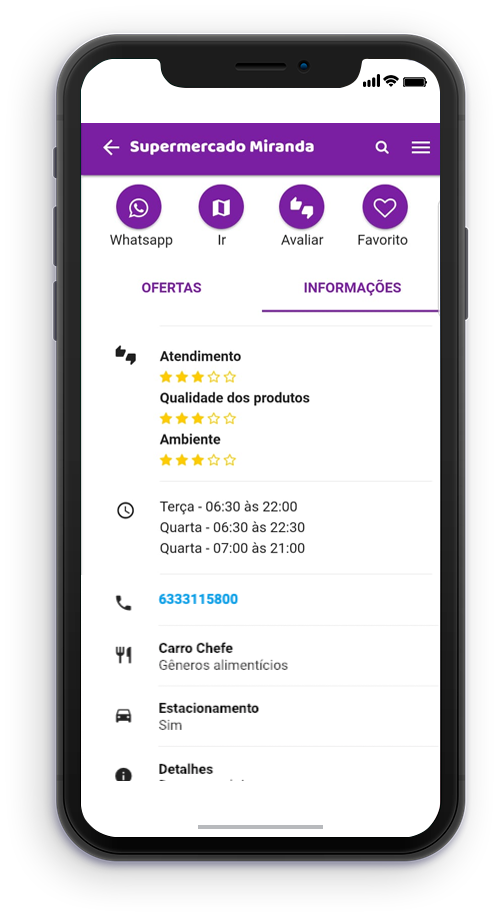 Supermercado Miranda
Whatsapp Ir Avaliar Favorito
OFERTAS INFORMAÇÕES
Atendimento
Qualidade dos produtos
Ambiente
Terça - 06:30 às 22:00
Quarta - 06:30 às 22:30
Quarta - 07:00 às 21:00
6333115800
Carro Chefe
Gêneros alimentícios
Estacionamento
Sim
Detalhes